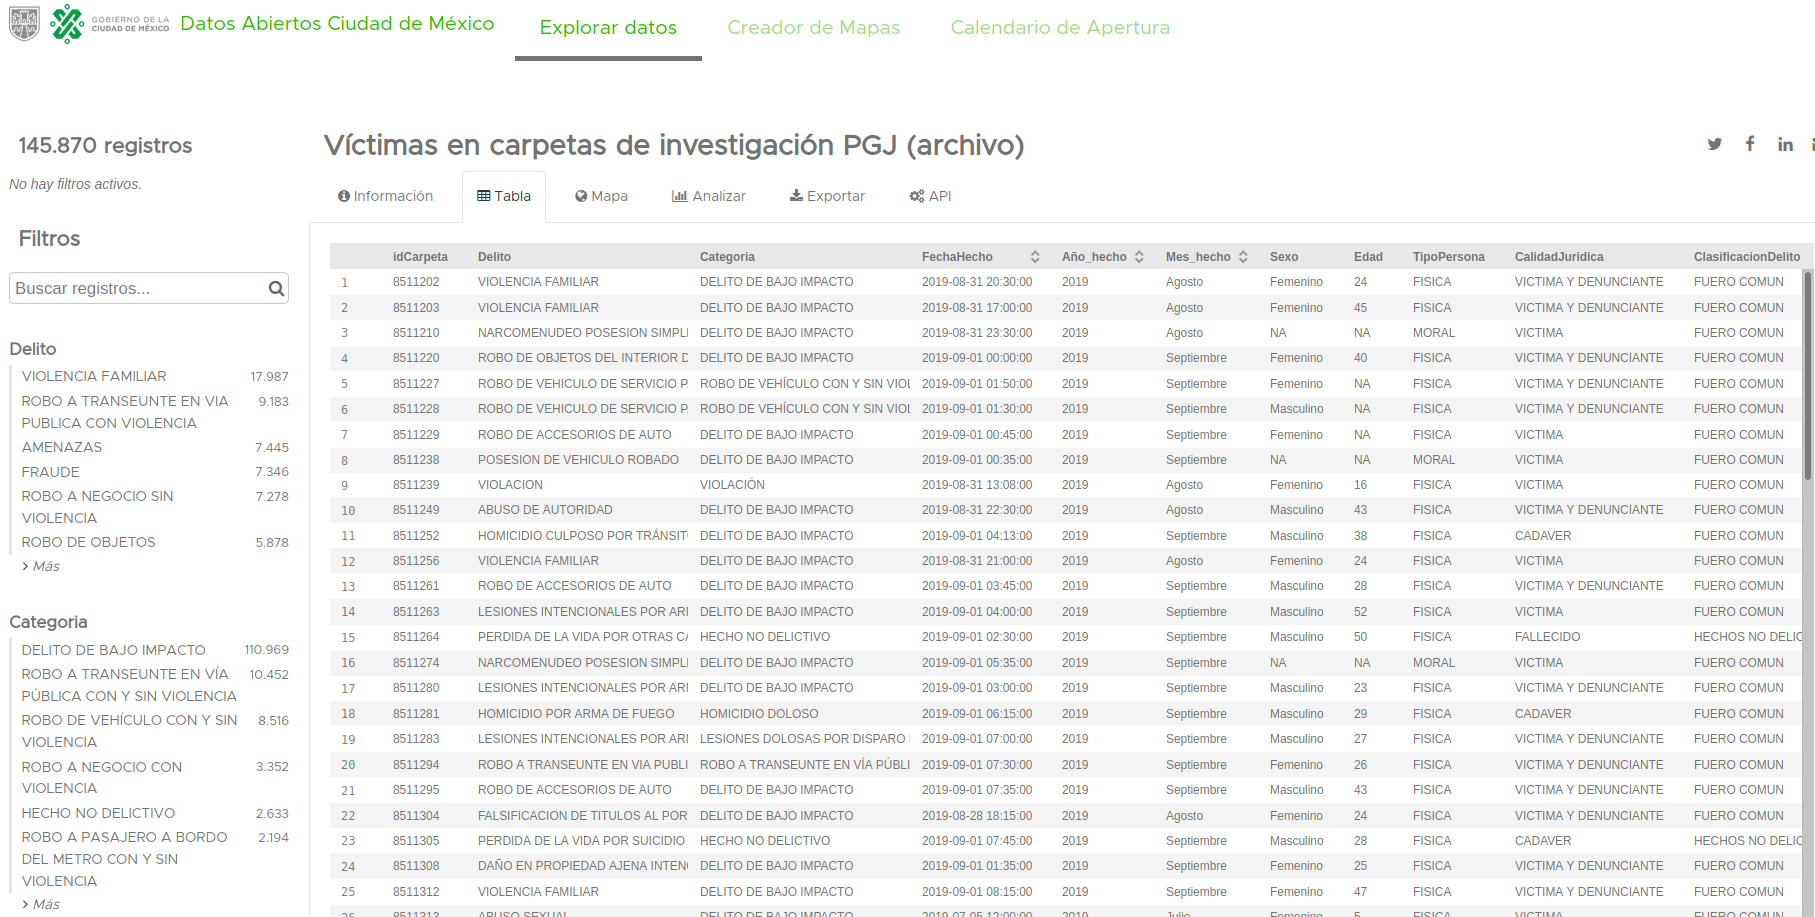 GOBIERNO DE LA
CIUDAD DE MÉXICO
Datos Abiertos Ciudad de México
Explorar datos
Creador de Mapas
Calendario de Apertura
145.870 registros
No hay filtros activos.
Filtros
Buscar registros...
Delito
VIOLENCIA FAMILIAR 17.987
ROBO A TRANSEUNTE EN VIA 9.183
PUBLICA CON VIOLENCIA
AMENAZAS 7.445
FRAUDE 7.346
ROBO A NEGOCIO SIN 7.278
VIOLENCIA
ROBO DE OBJETOS 5.878
> Más
Categoria
DELITO DE BAJO IMPACTO 110.969
ROBO A TRANSEUNTE EN VÍA 10.452
PÚBLICA CON Y SIN VIOLENCIA
ROBO DE VEHÍCULO CON Y SIN 8.516
VIOLENCIA
ROBO A NEGOCIO CON 3.352
VIOLENCIA
HECHO NO DELICTIVO 2.633
ROBO A PASAJERO A BORDO 2.194
DEL METRO CON Y SIN
VIOLENCIA
> Más
Víctimas en carpetas de investigación PGJ (archivo)
Información Tabla Mapa Analizar Exportar API
idCarpeta Delito Categoria FechaHecho Año_hecho Mes_hecho Sexo Edad TipoPersona CalidadJuridica ClasificacionDelito
1 8511202 VIOLENCIA FAMILIAR DELITO DE BAJO IMPACTO 2019-08-31 20:30:00 2019 Agosto Femenino 24 FISICA VICTIMA Y DENUNCIANTE FUERO COMUN
2 8511203 VIOLENCIA FAMILIAR DELITO DE BAJO IMPACTO 2019-08-31 17:00:00 2019 Agosto Femenino 45 FISICA VICTIMA Y DENUNCIANTE FUERO COMUN
3 8511210 NARCOMENUDEO POSESION SIMPL DELITO DE BAJO IMPACTO 2019-08-31 23:30:00 2019 Agosto NA NA MORAL VICTIMA FUERO COMUN
4 8511220 ROBO DE OBJETOS DEL INTERIOR D DELITO DE BAJO IMPACTO 2019-09-01 00:00:00 2019 Septiembre Femenino 40 FISICA VICTIMA Y DENUNCIANTE FUERO COMUN
5 8511227 ROBO DE VEHICULO DE SERVICIO P ROBO DE VEHÍCULO CON Y SIN VIOL 2019-09-01 01:50:00 2019 Septiembre Femenino NA FISICA VICTIMA Y DENUNCIANTE FUERO COMUN
6 8511228 ROBO DE VEHICULO DE SERVICIO P ROBO DE VEHÍCULO CON Y SIN VIOL 2019-09-01 01:30:00 2019 Septiembre Masculino NA FISICA VICTIMA Y DENUNCIANTE FUERO COMUN
7 8511229 ROBO DE ACCESORIOS DE AUTO DELITO DE BAJO IMPACTO 2019-09-01 00:45:00 2019 Septiembre Femenino NA FISICA VICTIMA FUERO COMUN
8 8511238 POSESION DE VEHICULO ROBADO DELITO DE BAJO IMPACTO 2019-09-01 00:35:00 2019 Septiembre NA NA MORAL VICTIMA FUERO COMUN
9 8511239 VIOLACION VIOLACIÓN 2019-08-31 13:08:00 2019 Agosto Femenino 16 FISICA VICTIMA FUERO COMUN
10 8511249 ABUSO DE AUTORIDAD DELITO DE BAJO IMPACTO 2019-08-31 22:30:00 2019 Agosto Masculino 43 FISICA VICTIMA Y DENUNCIANTE FUERO COMUN
11 8511252 HOMICIDIO CULPOSO POR TRÁNSIT DELITO DE BAJO IMPACTO 2019-09-01 04:13:00 2019 Septiembre Masculino 38 FISICA CADAVER FUERO COMUN
12 8511256 VIOLENCIA FAMILIAR DELITO DE BAJO IMPACTO 2019-08-31 21:00:00 2019 Agosto Femenino 24 FISICA VICTIMA FUERO COMUN
13 8511261 ROBO DE ACCESORIOS DE AUTO DELITO DE BAJO IMPACTO 2019-09-01 03:45:00 2019 Septiembre Masculino 28 FISICA VICTIMA Y DENUNCIANTE FUERO COMUN
14 8511263 LESIONES INTENCIONALES POR ARI DELITO DE BAJO IMPACTO 2019-09-01 04:00:00 2019 Septiembre Masculino 52 FISICA VICTIMA FUERO COMUN
15 8511264 PERDIDA DE LA VIDA POR OTRAS CA HECHO NO DELICTIVO 2019-09-01 02:30:00 2019 Septiembre Masculino 50 FISICA FALLECIDO HECHOS NO DELIC
16 8511274 NARCOMENUDEO POSESION SIMPL DELITO DE BAJO IMPACTO 2019-09-01 05:35:00 2019 Septiembre NA NA MORAL VICTIMA FUERO COMUN
17 8511280 LESIONES INTENCIONALES POR ARI DELITO DE BAJO IMPACTO 2019-09-01 03:00:00 2019 Septiembre Masculino 23 FISICA VICTIMA Y DENUNCIANTE FUERO COMUN
18 8511281 HOMICIDIO POR ARMA DE FUEGO HOMICIDIO DOLOSO 2019-09-01 06:15:00 2019 Septiembre Masculino 29 FISICA CADAVER FUERO COMUN
19 8511283 LESIONES INTENCIONALES POR ARI LESIONES DOLOSAS POR DISPARO 2019-09-01 07:00:00 2019 Septiembre Masculino 27 FISICA VICTIMA Y DENUNCIANTE FUERO COMUN
20 8511294 ROBO A TRANSEUNTE EN VIA PUBLI ROBO A TRANSEUNTE EN VÍA PÚBLI 2019-09-01 07:30:00 2019 Septiembre Femenino 26 FISICA VICTIMA Y DENUNCIANTE FUERO COMUN
21 8511295 ROBO DE ACCESORIOS DE AUTO DELITO DE BAJO IMPACTO 2019-09-01 07:35:00 2019 Septiembre Masculino 43 FISICA VICTIMA Y DENUNCIANTE FUERO COMUN
22 8511304 FALSIFICACION DE TITULOS AL POR DELITO DE BAJO IMPACTO 2019-08-28 18:15:00 2019 Agosto Femenino 24 FISICA VICTIMA Y DENUNCIANTE FUERO COMUN
23 8511305 PERDIDA DE LA VIDA POR SUICIDIO HECHO NO DELICTIVO 2019-09-01 07:45:00 2019 Septiembre Masculino 28 FISICA CADAVER HECHOS NO DELIC
24 8511308 DAÑO EN PROPIEDAD AJENA INTEN DELITO DE BAJO IMPACTO 2019-09-01 01:35:00 2019 Septiembre Femenino 25 FISICA VICTIMA Y DENUNCIANTE FUERO COMUN
25 8511312 VIOLENCIA FAMILIAR DELITO DE BAJO IMPACTO 2019-09-01 08:15:00 2019 Septiembre Femenino 47 FISICA VICTIMA Y DENUNCIANTE FUERO COMUN
26 8511313 ABUSO SEXUAL DELITO DE BAJO IMPACTO 2019-07-05 12:00:00 2019 Julio Femenino 5 FISICA VICTIMA FUERO COMUN